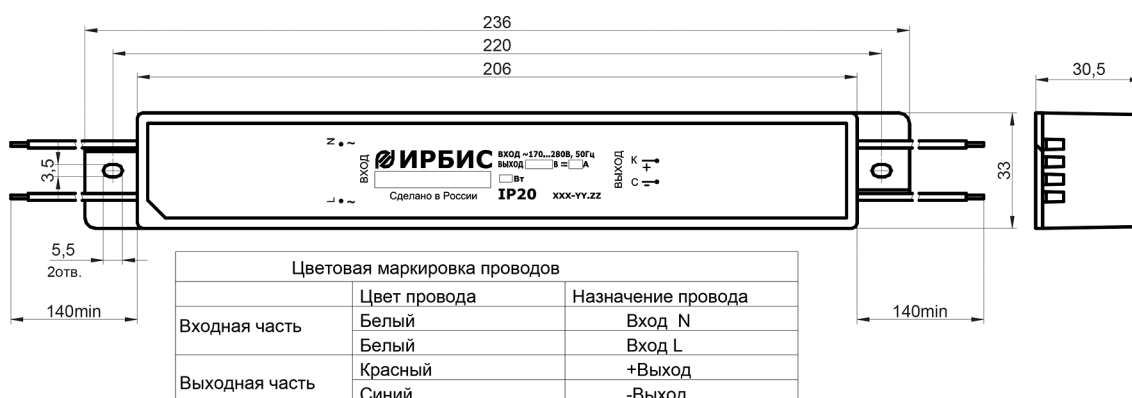 236
220
206
30,5
ВХОД
N
~
L
~
ИРБИС
Сделано в России
ВХОД ~170...280В, 50Гц
ВЫХОД В = А
Вт
IP20 XXX-YY.ZZ
ВЫХОД
К +
С –
3,5
33
5,5
2отв.
140min
140min
Цветовая маркировка проводов
Цвет провода Назначение провода
Входная часть
Белый Вход N
Белый Вход L
Выходная часть
Красный +Выход
Синий -Выход